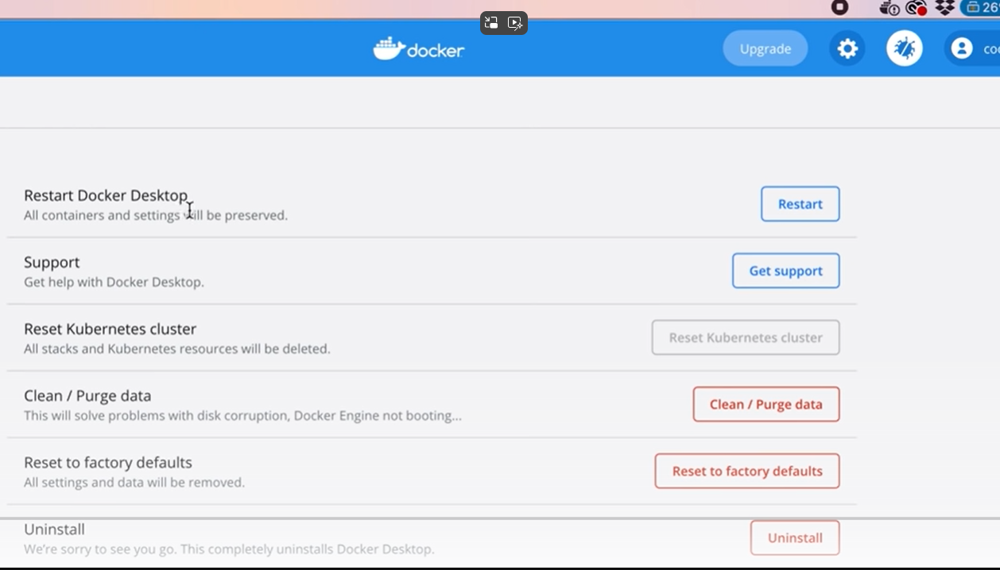 26
docker
Upgrade
Restart Docker Desktop
All containers and settings will be preserved.
Restart
Support
Get help with Docker Desktop.
Get support
Reset Kubernetes cluster
All stacks and Kubernetes resources will be deleted.
Reset Kubernetes cluster
Clean / Purge data
This will solve problems with disk corruption, Docker Engine not booting...
Clean / Purge data
Reset to factory defaults
All settings and data will be removed.
Reset to factory defaults
Uninstall
We're sorry to see you go. This completely uninstalls Docker Desktop.
Uninstall